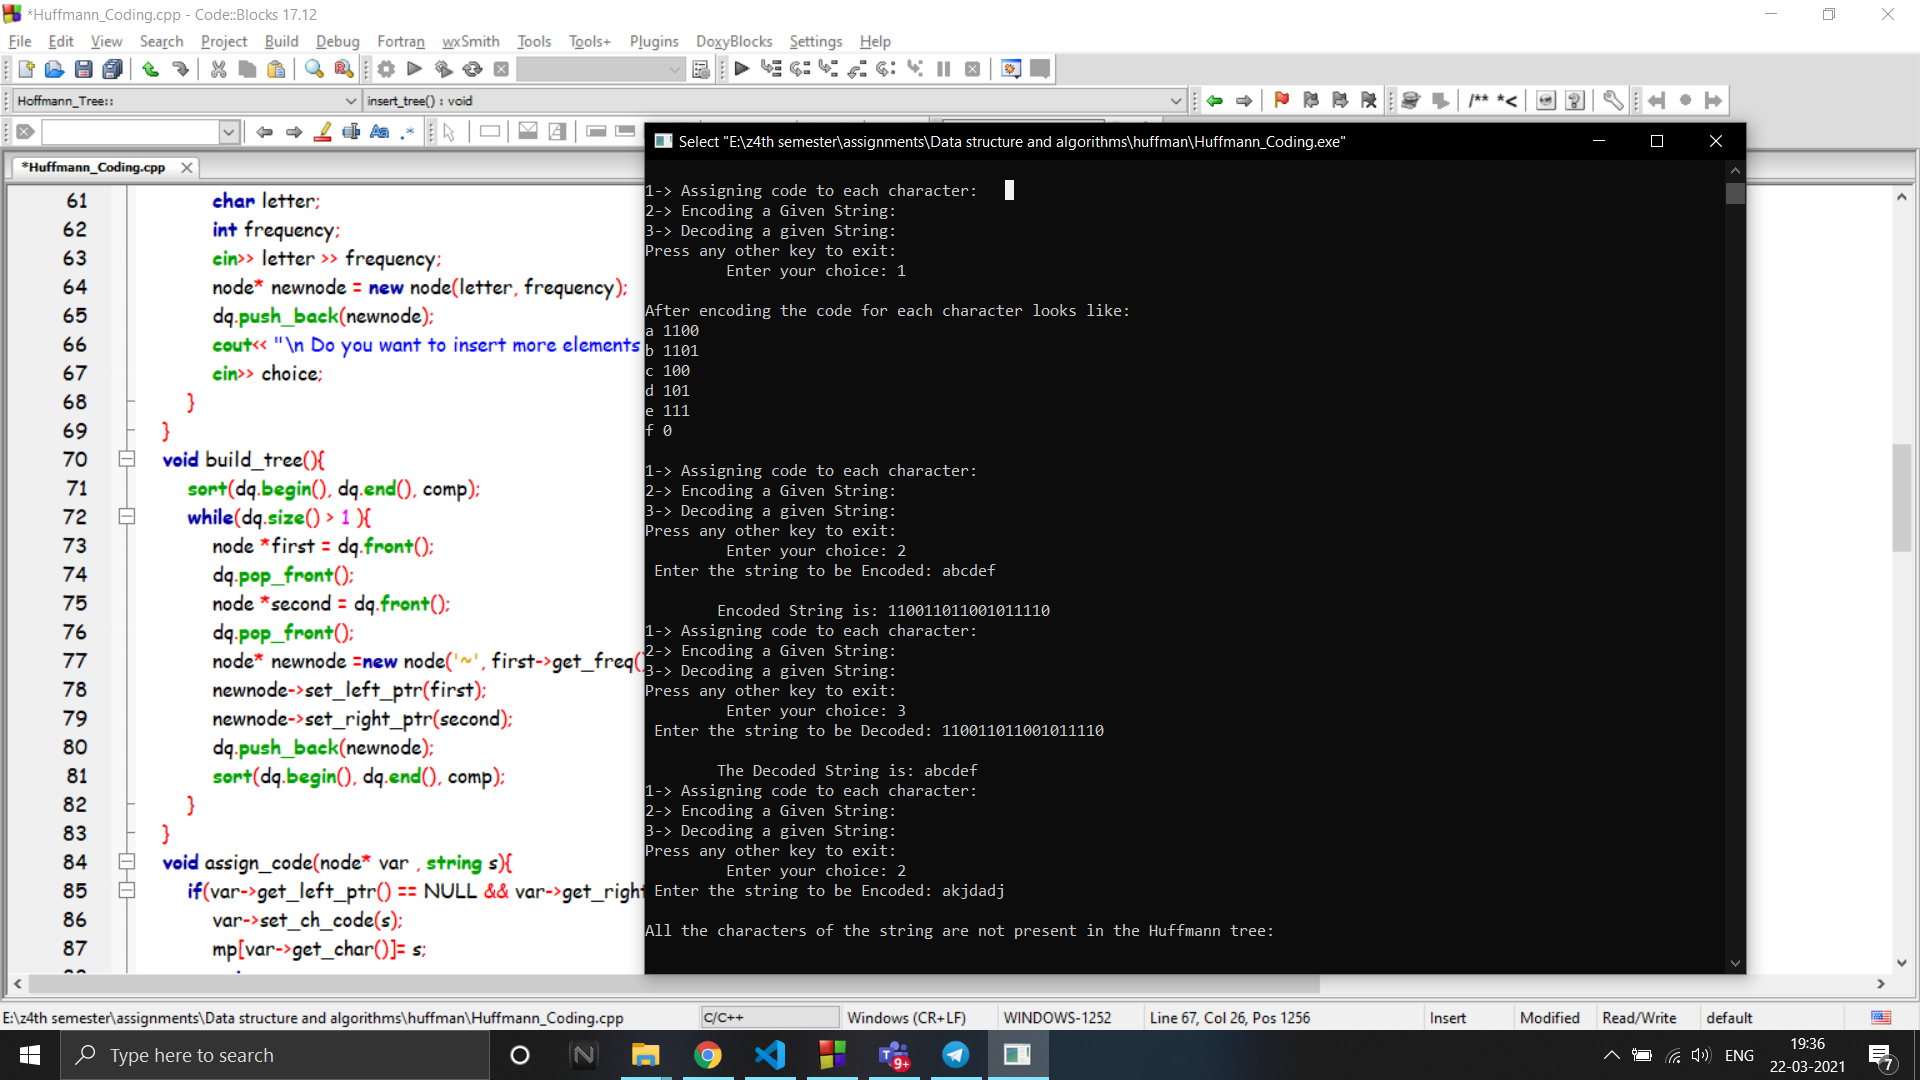 *Huffmann_Coding.cpp - Code::Blocks 17.12
File Edit View Search Project Build Debug Fortran wxSmith Tools Tools+ Plugins DoxyBlocks Settings Help
Hoffmann_Tree::
insert_tree() : void
/** *<
*Huffmann_Coding.cpp
61 char letter;
62 int frequency;
63 cin>> letter >> frequency;
64 node* newnode = new node(letter, frequency);
65 dq.push_back(newnode);
66 cout<< "\n Do you want to insert more elements
67 cin>> choice;
68 }
69 }
70 void build_tree(){
71 sort(dq.begin(), dq.end(), comp);
72 while(dq.size() > 1 ){
73 node *first = dq.front();
74 dq.pop_front();
75 node *second = dq.front();
76 dq.pop_front();
77 node* newnode =new node('~', first->get_freq()
78 newnode->set_left_ptr(first);
79 newnode->set_right_ptr(second);
80 dq.push_back(newnode);
81 sort(dq.begin(), dq.end(), comp);
82 }
83 }
84 void assign_code(node* var , string s){
85 if(var->get_left_ptr() == NULL && var->get_right
86 var->set_ch_code(s);
87 mp[var->get_char()]= s;
Select "E:\z4th semester\assignments\Data structure and algorithms\huffman\Huffmann_Coding.exe"
1-> Assigning code to each character:
2-> Encoding a Given String:
3-> Decoding a given String:
Press any other key to exit:
Enter your choice: 1
After encoding the code for each character looks like:
a 1100
b 1101
c 100
d 101
e 111
f 0
1-> Assigning code to each character:
2-> Encoding a Given String:
3-> Decoding a given String:
Press any other key to exit:
Enter your choice: 2
Enter the string to be Encoded: abcdef
Encoded String is: 110011011001011110
1-> Assigning code to each character:
2-> Encoding a Given String:
3-> Decoding a given String:
Press any other key to exit:
Enter your choice: 3
Enter the string to be Decoded: 110011011001011110
The Decoded String is: abcdef
1-> Assigning code to each character:
2-> Encoding a Given String:
3-> Decoding a given String:
Press any other key to exit:
Enter your choice: 2
Enter the string to be Encoded: akjdadj
All the characters of the string are not present in the Huffmann tree:
E:\z4th semester\assignments\Data structure and algorithms\huffman\Huffmann_Coding.cpp C/C++ Windows (CR+LF) WINDOWS-1252 Line 67, Col 26, Pos 1256 Insert Modified Read/Write default
Type here to search
9+
ENG
19:36
22-03-2021
7